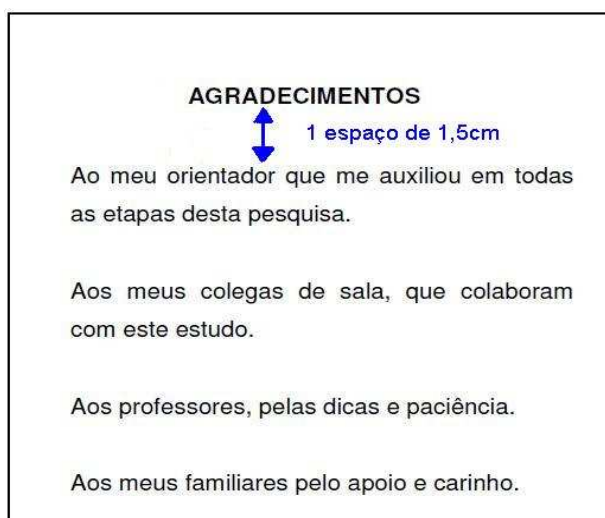 AGRADECIMENTOS
1 espaço de 1,5cm
Ao meu orientador que me auxiliou em todas
as etapas desta pesquisa.
Aos meus colegas de sala, que colaboram
com este estudo.
Aos professores, pelas dicas e paciência.
Aos meus familiares pelo apoio e carinho.